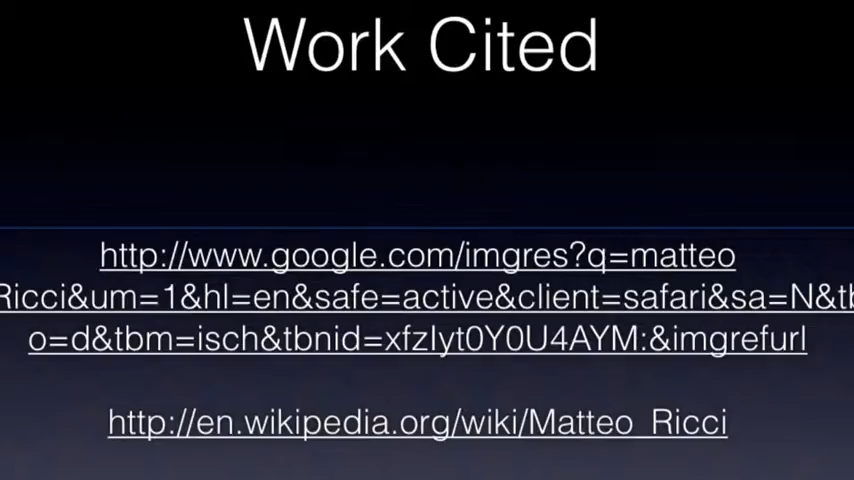 Work Cited
http://www.google.com/imgres?q=matteo
Ricci&um=1&hl=en&safe=active&client=safari&sa=N&tb
o=d&tbm=isch&tbnid=xfzIyt0Y0U4AYM:&imgrefurl
http://en.wikipedia.org/wiki/Matteo_Ricci